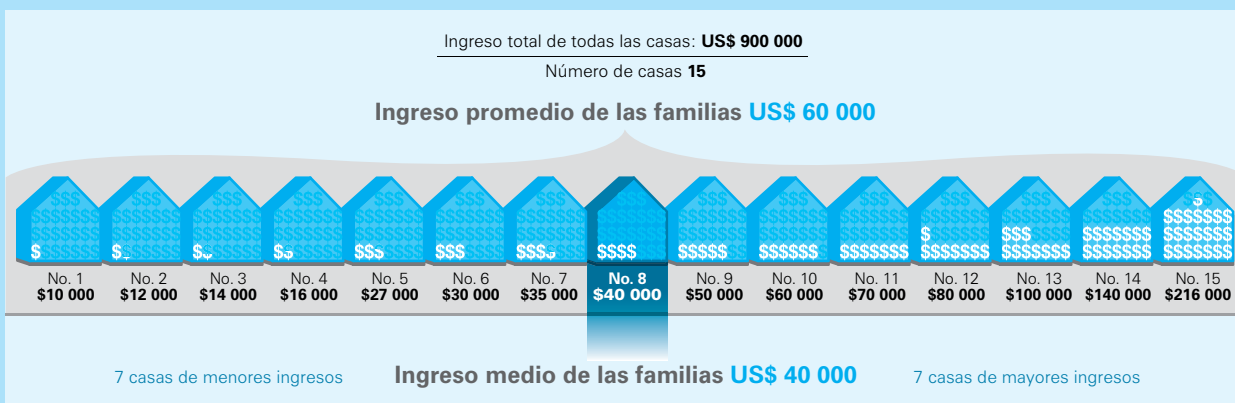 Ingreso total de todas las casas: US$ 900 000
Número de casas 15
Ingreso promedio de las familias US$ 60 000
$$$ $$$ $$$ $$$ $$$ $$$ $$$ $$$ $$$ $$$ $$$ $$$ $$$ $$$
$ $ $ $ $$$ $$$ $$$$ $$$$ $$$$$ $$$$$$ $$$$$$$ $$$$$$$ $$$$$$$ $$$$$$$ $$$$$$$
No. 1 No. 2 No. 3 No. 4 No. 5 No. 6 No. 7 No. 8 No. 9 No. 10 No. 11 No. 12 No. 13 No. 14 No. 15
$10 000 $12 000 $14 000 $16 000 $27 000 $30 000 $35 000 $40 000 $50 000 $60 000 $70 000 $80 000 $100 000 $140 000 $216 000
7 casas de menores ingresos Ingreso medio de las familias US$ 40 000 7 casas de mayores ingresos